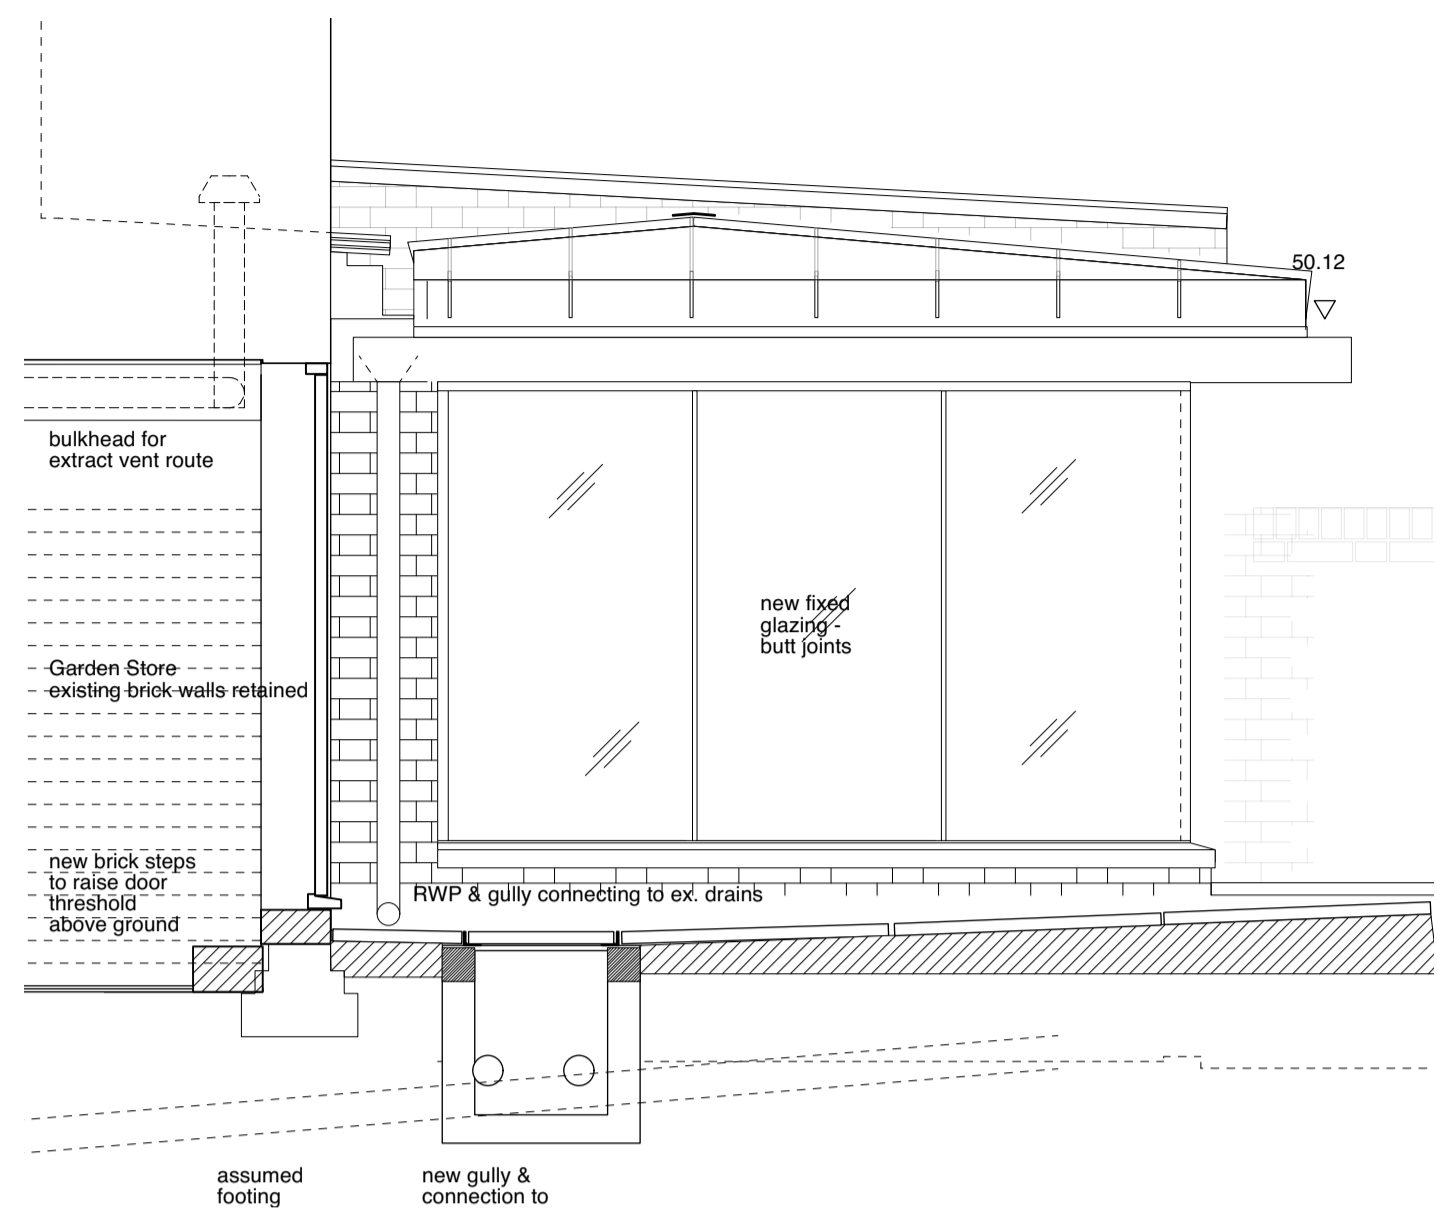 50.12
bulkhead for
extract vent route
new fixed
glazing -
butt joints
Garden Store
existing brick walls retained
new brick steps
to raise door
threshold
above ground
RWP & gully connecting to ex. drains
assumed
footing
new gully &
connection to